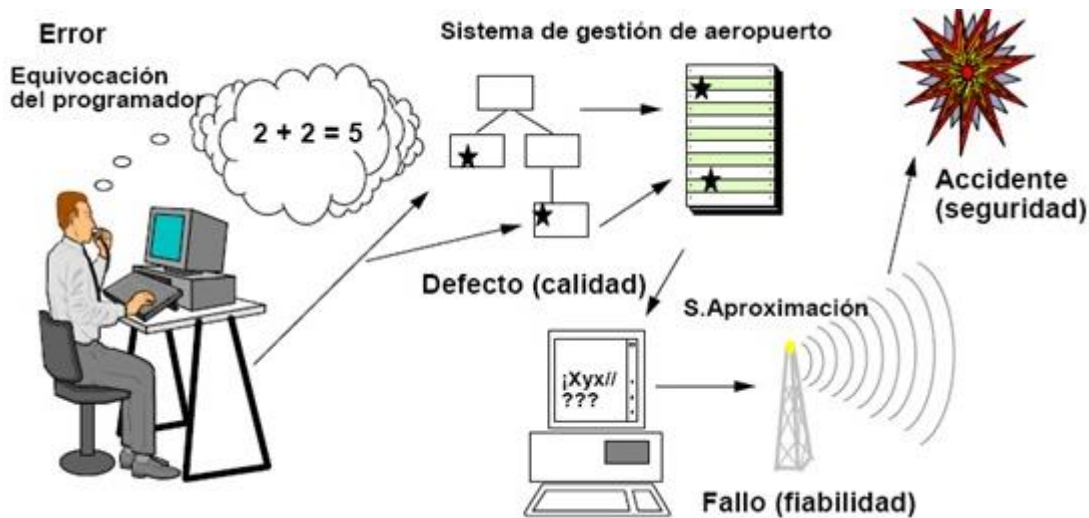 Error
Equivocación
del programador
2 + 2 = 5
Sistema de gestión de aeropuerto
Accidente
(seguridad)
Defecto (calidad)
S.Aproximación
¡Xyx//
???
Fallo (fiabilidad)